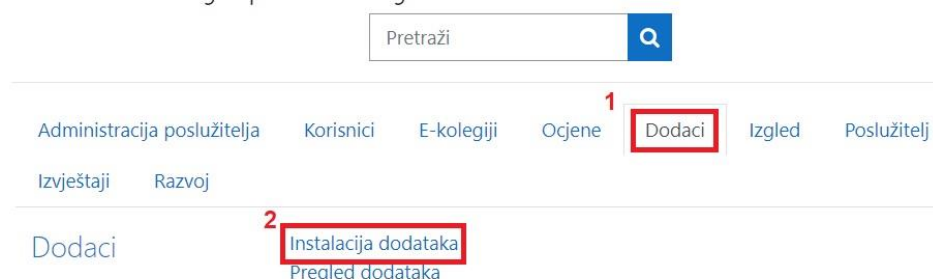 Pretraži
1
Administracija poslužitelja Korisnici E-kolegiji Ocjene Dodaci Izgled Poslužitelj
Izvještaji Razvoj
2
Dodaci Instalacija dodataka
Pregled dodataka